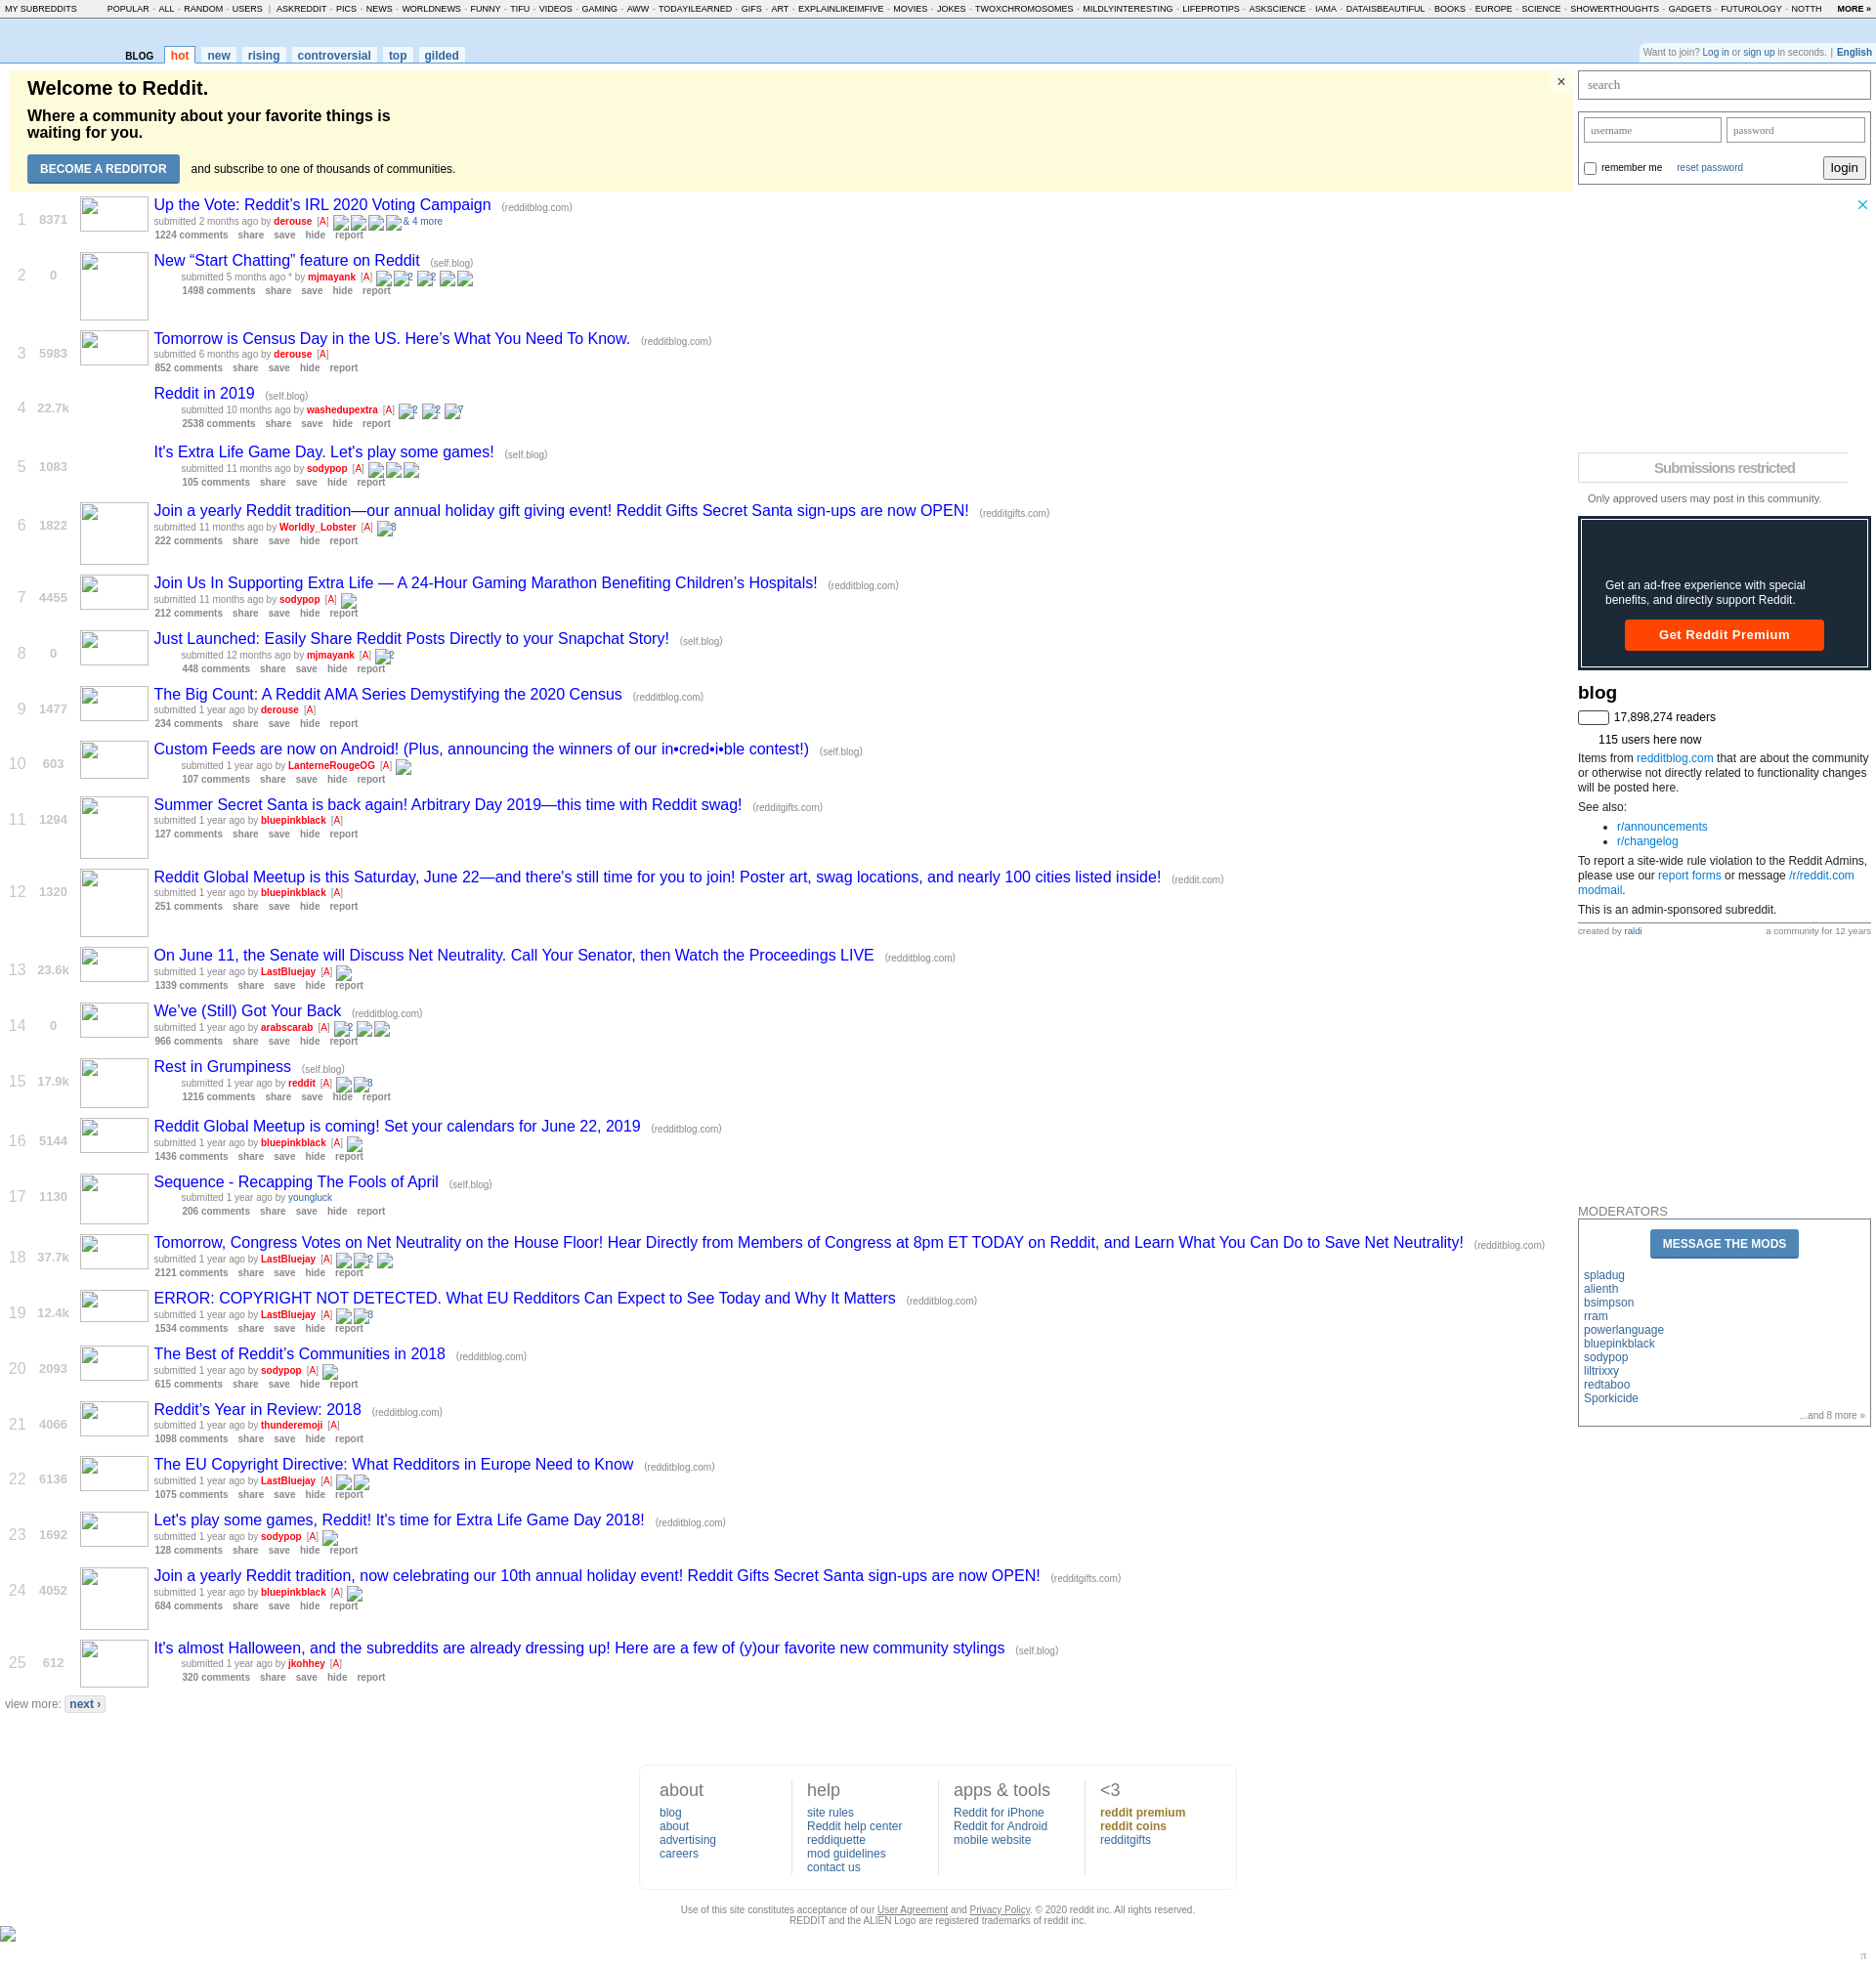 MY SUBREDDITS POPULAR - ALL - RANDOM - USERS | ASKREDDIT - PICS - NEWS - WORLDNEWS - FUNNY - TIFU - VIDEOS - GAMING - AWW - TODAYILEARNED - GIFS - ART - EXPLAINLIKEIMFIVE - MOVIES - JOKES - TWOXCHROMOSOMES - MILDLYINTERESTING - LIFEPROTIPS - ASKSCIENCE - IAMA - DATAISBEAUTIFUL - BOOKS - EUROPE - SCIENCE - SHOWERTHOUGHTS - GADGETS - FUTUROLOGY - NOTTH MORE »
BLOG hot new rising controversial top gilded
Want to join? Log in or sign up in seconds. | English
Welcome to Reddit.
×
Where a community about your favorite things is
waiting for you.
BECOME A REDDITOR and subscribe to one of thousands of communities.
1 8371 Up the Vote: Reddit’s IRL 2020 Voting Campaign (redditblog.com)
submitted 2 months ago by derouse [A] & 4 more
1224 comments share save hide report
2 0 New “Start Chatting” feature on Reddit (self.blog)
submitted 5 months ago * by mjmayank [A] 2 2
1498 comments share save hide report
3 5983 Tomorrow is Census Day in the US. Here’s What You Need To Know. (redditblog.com)
submitted 6 months ago by derouse [A]
852 comments share save hide report
4 22.7k Reddit in 2019 (self.blog)
submitted 10 months ago by washedupextra [A] 2 2 7
2538 comments share save hide report
5 1083 It's Extra Life Game Day. Let's play some games! (self.blog)
submitted 11 months ago by sodypop [A]
105 comments share save hide report
6 1822 Join a yearly Reddit tradition—our annual holiday gift giving event! Reddit Gifts Secret Santa sign-ups are now OPEN! (redditgifts.com)
submitted 11 months ago by Worldly_Lobster [A] 3
222 comments share save hide report
7 4455 Join Us In Supporting Extra Life — A 24-Hour Gaming Marathon Benefiting Children’s Hospitals! (redditblog.com)
submitted 11 months ago by sodypop [A]
212 comments share save hide report
8 0 Just Launched: Easily Share Reddit Posts Directly to your Snapchat Story! (self.blog)
submitted 12 months ago by mjmayank [A] 2
448 comments share save hide report
9 1477 The Big Count: A Reddit AMA Series Demystifying the 2020 Census (redditblog.com)
submitted 1 year ago by derouse [A]
234 comments share save hide report
10 603 Custom Feeds are now on Android! (Plus, announcing the winners of our in•cred•i•ble contest!) (self.blog)
submitted 1 year ago by LanterneRougeOG [A]
107 comments share save hide report
11 1294 Summer Secret Santa is back again! Arbitrary Day 2019—this time with Reddit swag! (redditgifts.com)
submitted 1 year ago by bluepinkblack [A]
127 comments share save hide report
12 1320 Reddit Global Meetup is this Saturday, June 22—and there's still time for you to join! Poster art, swag locations, and nearly 100 cities listed inside! (reddit.com)
submitted 1 year ago by bluepinkblack [A]
251 comments share save hide report
13 23.6k On June 11, the Senate will Discuss Net Neutrality. Call Your Senator, then Watch the Proceedings LIVE (redditblog.com)
submitted 1 year ago by LastBluejay [A]
1339 comments share save hide report
14 0 We’ve (Still) Got Your Back (redditblog.com)
submitted 1 year ago by arabscarab [A] 2
966 comments share save hide report
15 17.9k Rest in Grumpiness (self.blog)
submitted 1 year ago by reddit [A] 3
1216 comments share save hide report
16 5144 Reddit Global Meetup is coming! Set your calendars for June 22, 2019 (redditblog.com)
submitted 1 year ago by bluepinkblack [A]
1436 comments share save hide report
17 1130 Sequence - Recapping The Fools of April (self.blog)
submitted 1 year ago by youngluck
206 comments share save hide report
18 37.7k Tomorrow, Congress Votes on Net Neutrality on the House Floor! Hear Directly from Members of Congress at 8pm ET TODAY on Reddit, and Learn What You Can Do to Save Net Neutrality! (redditblog.com)
submitted 1 year ago by LastBluejay [A] 2
2121 comments share save hide report
19 12.4k ERROR: COPYRIGHT NOT DETECTED. What EU Redditors Can Expect to See Today and Why It Matters (redditblog.com)
submitted 1 year ago by LastBluejay [A] 3
1534 comments share save hide report
20 2093 The Best of Reddit’s Communities in 2018 (redditblog.com)
submitted 1 year ago by sodypop [A]
615 comments share save hide report
21 4066 Reddit’s Year in Review: 2018 (redditblog.com)
submitted 1 year ago by thunderemoji [A]
1098 comments share save hide report
22 6136 The EU Copyright Directive: What Redditors in Europe Need to Know (redditblog.com)
submitted 1 year ago by LastBluejay [A]
1075 comments share save hide report
23 1692 Let's play some games, Reddit! It's time for Extra Life Game Day 2018! (redditblog.com)
submitted 1 year ago by sodypop [A]
128 comments share save hide report
24 4052 Join a yearly Reddit tradition, now celebrating our 10th annual holiday event! Reddit Gifts Secret Santa sign-ups are now OPEN! (redditgifts.com)
submitted 1 year ago by bluepinkblack [A]
684 comments share save hide report
25 612 It's almost Halloween, and the subreddits are already dressing up! Here are a few of (y)our favorite new community stylings (self.blog)
submitted 1 year ago by jkohhey [A]
320 comments share save hide report
view more: next ›
search
username password
remember me reset password login
×
Submissions restricted
Only approved users may post in this community.
Get an ad-free experience with special
benefits, and directly support Reddit.
Get Reddit Premium
blog
17,898,274 readers
115 users here now
Items from redditblog.com that are about the community
or otherwise not directly related to functionality changes
will be posted here.
See also:
• r/announcements
• r/changelog
To report a site-wide rule violation to the Reddit Admins,
please use our report forms or message /r/reddit.com
modmail.
This is an admin-sponsored subreddit.
created by raldi a community for 12 years
MODERATORS
MESSAGE THE MODS
spladug
alienth
bsimpson
rram
powerlanguage
bluepinkblack
sodypop
liltrixxy
redtaboo
Sporkicide
...and 8 more »
about
blog
about
advertising
careers
help
site rules
Reddit help center
reddiquette
mod guidelines
contact us
apps & tools
Reddit for iPhone
Reddit for Android
mobile website
<3
reddit premium
reddit coins
redditgifts
Use of this site constitutes acceptance of our User Agreement and Privacy Policy. © 2020 reddit inc. All rights reserved.
REDDIT and the ALIEN Logo are registered trademarks of reddit inc.
π